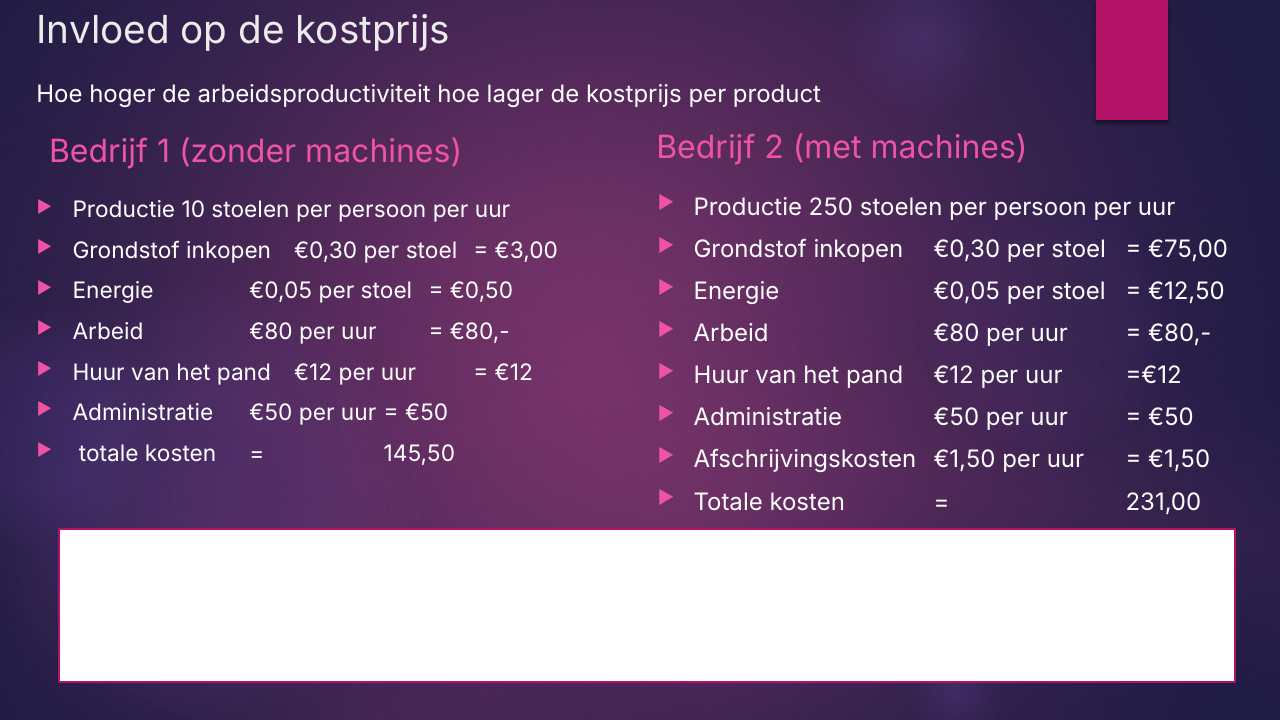 Invloed op de kostprijs
Hoe hoger de arbeidsproductiviteit hoe lager de kostprijs per product
Bedrijf 1 (zonder machines)
Productie 10 stoelen per persoon per uur
Grondstof inkopen €0,30 per stoel = €3,00
Energie €0,05 per stoel = €0,50
Arbeid €80 per uur = €80,-
Huur van het pand €12 per uur = €12
Administratie €50 per uur = €50
totale kosten = 145,50
Bedrijf 2 (met machines)
Productie 250 stoelen per persoon per uur
Grondstof inkopen €0,30 per stoel = €75,00
Energie €0,05 per stoel = €12,50
Arbeid €80 per uur = €80,-
Huur van het pand €12 per uur =€12
Administratie €50 per uur = €50
Afschrijvingskosten €1,50 per uur = €1,50
Totale kosten = 231,00